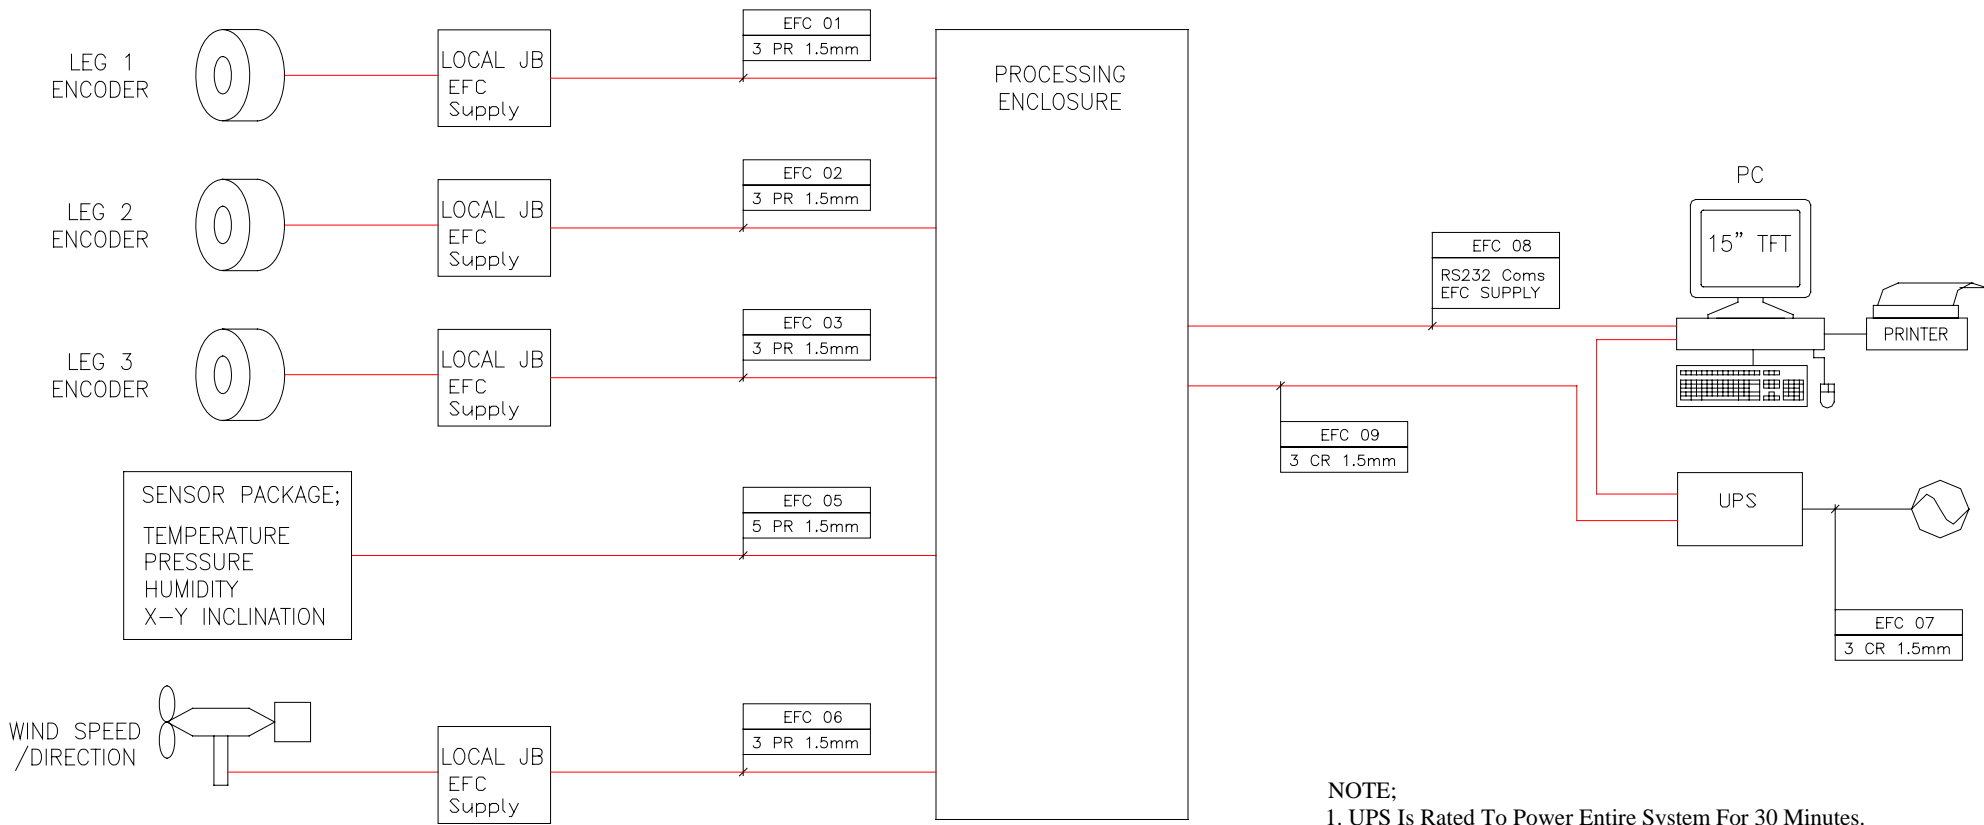 LEG 1
ENCODER
LOCAL JB
EFC
Supply
EFC 01
3 PR 1.5mm
LEG 2
ENCODER
LOCAL JB
EFC
Supply
EFC 02
3 PR 1.5mm
LEG 3
ENCODER
LOCAL JB
EFC
Supply
EFC 03
3 PR 1.5mm
SENSOR PACKAGE;
TEMPERATURE
PRESSURE
HUMIDITY
X-Y INCLINATION
EFC 05
5 PR 1.5mm
WIND SPEED
/DIRECTION
LOCAL JB
EFC
Supply
EFC 06
3 PR 1.5mm
PROCESSING
ENCLOSURE
EFC 08
RS232 Coms
EFC SUPPLY
EFC 09
3 CR 1.5mm
PC
15" TFT
PRINTER
UPS
EFC 07
3 CR 1.5mm
NOTE;
1. UPS Is Rated To Power Entire System For 30 Minutes.